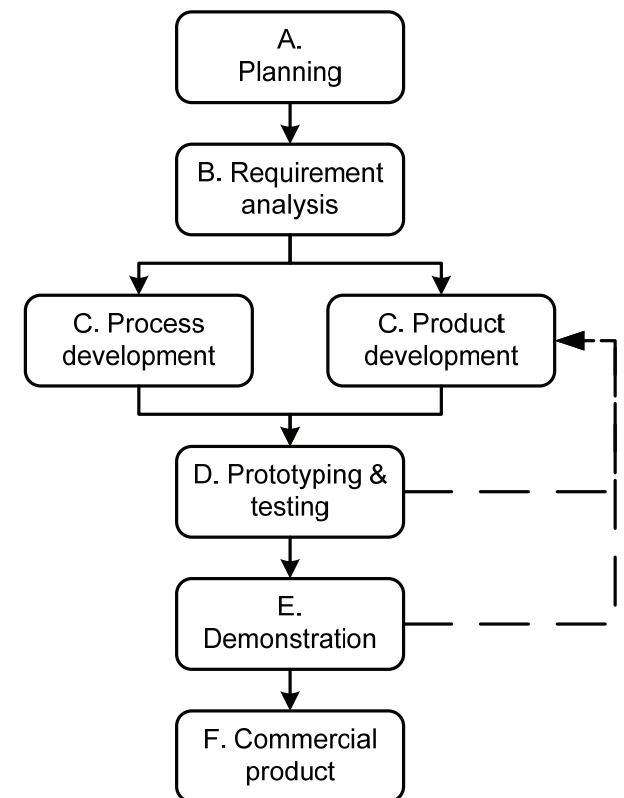 A.
Planning
B. Requirement
analysis
C. Process
development
C. Product
development
D. Prototyping &
testing
E.
Demonstration
F. Commercial
product